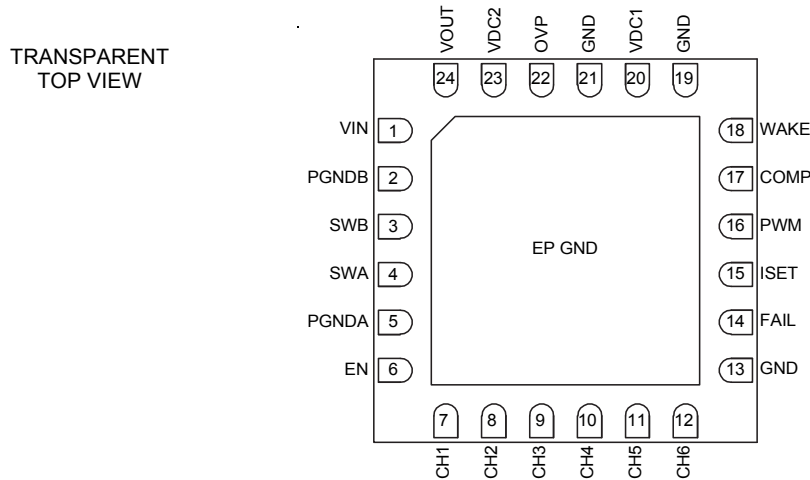 TRANSPARENT
TOP VIEW
VOUT
VDC2
OVP
GND
VDC1
GND
24
23
22
21
20
19
VIN 1
PGNDB 2
SWB 3
SWA 4
PGNDA 5
EN 6
EP GND
18 WAKE
17 COMP
16 PWM
15 ISET
14 FAIL
13 GND
7
8
9
10
11
12
CH1
CH2
CH3
CH4
CH5
CH6